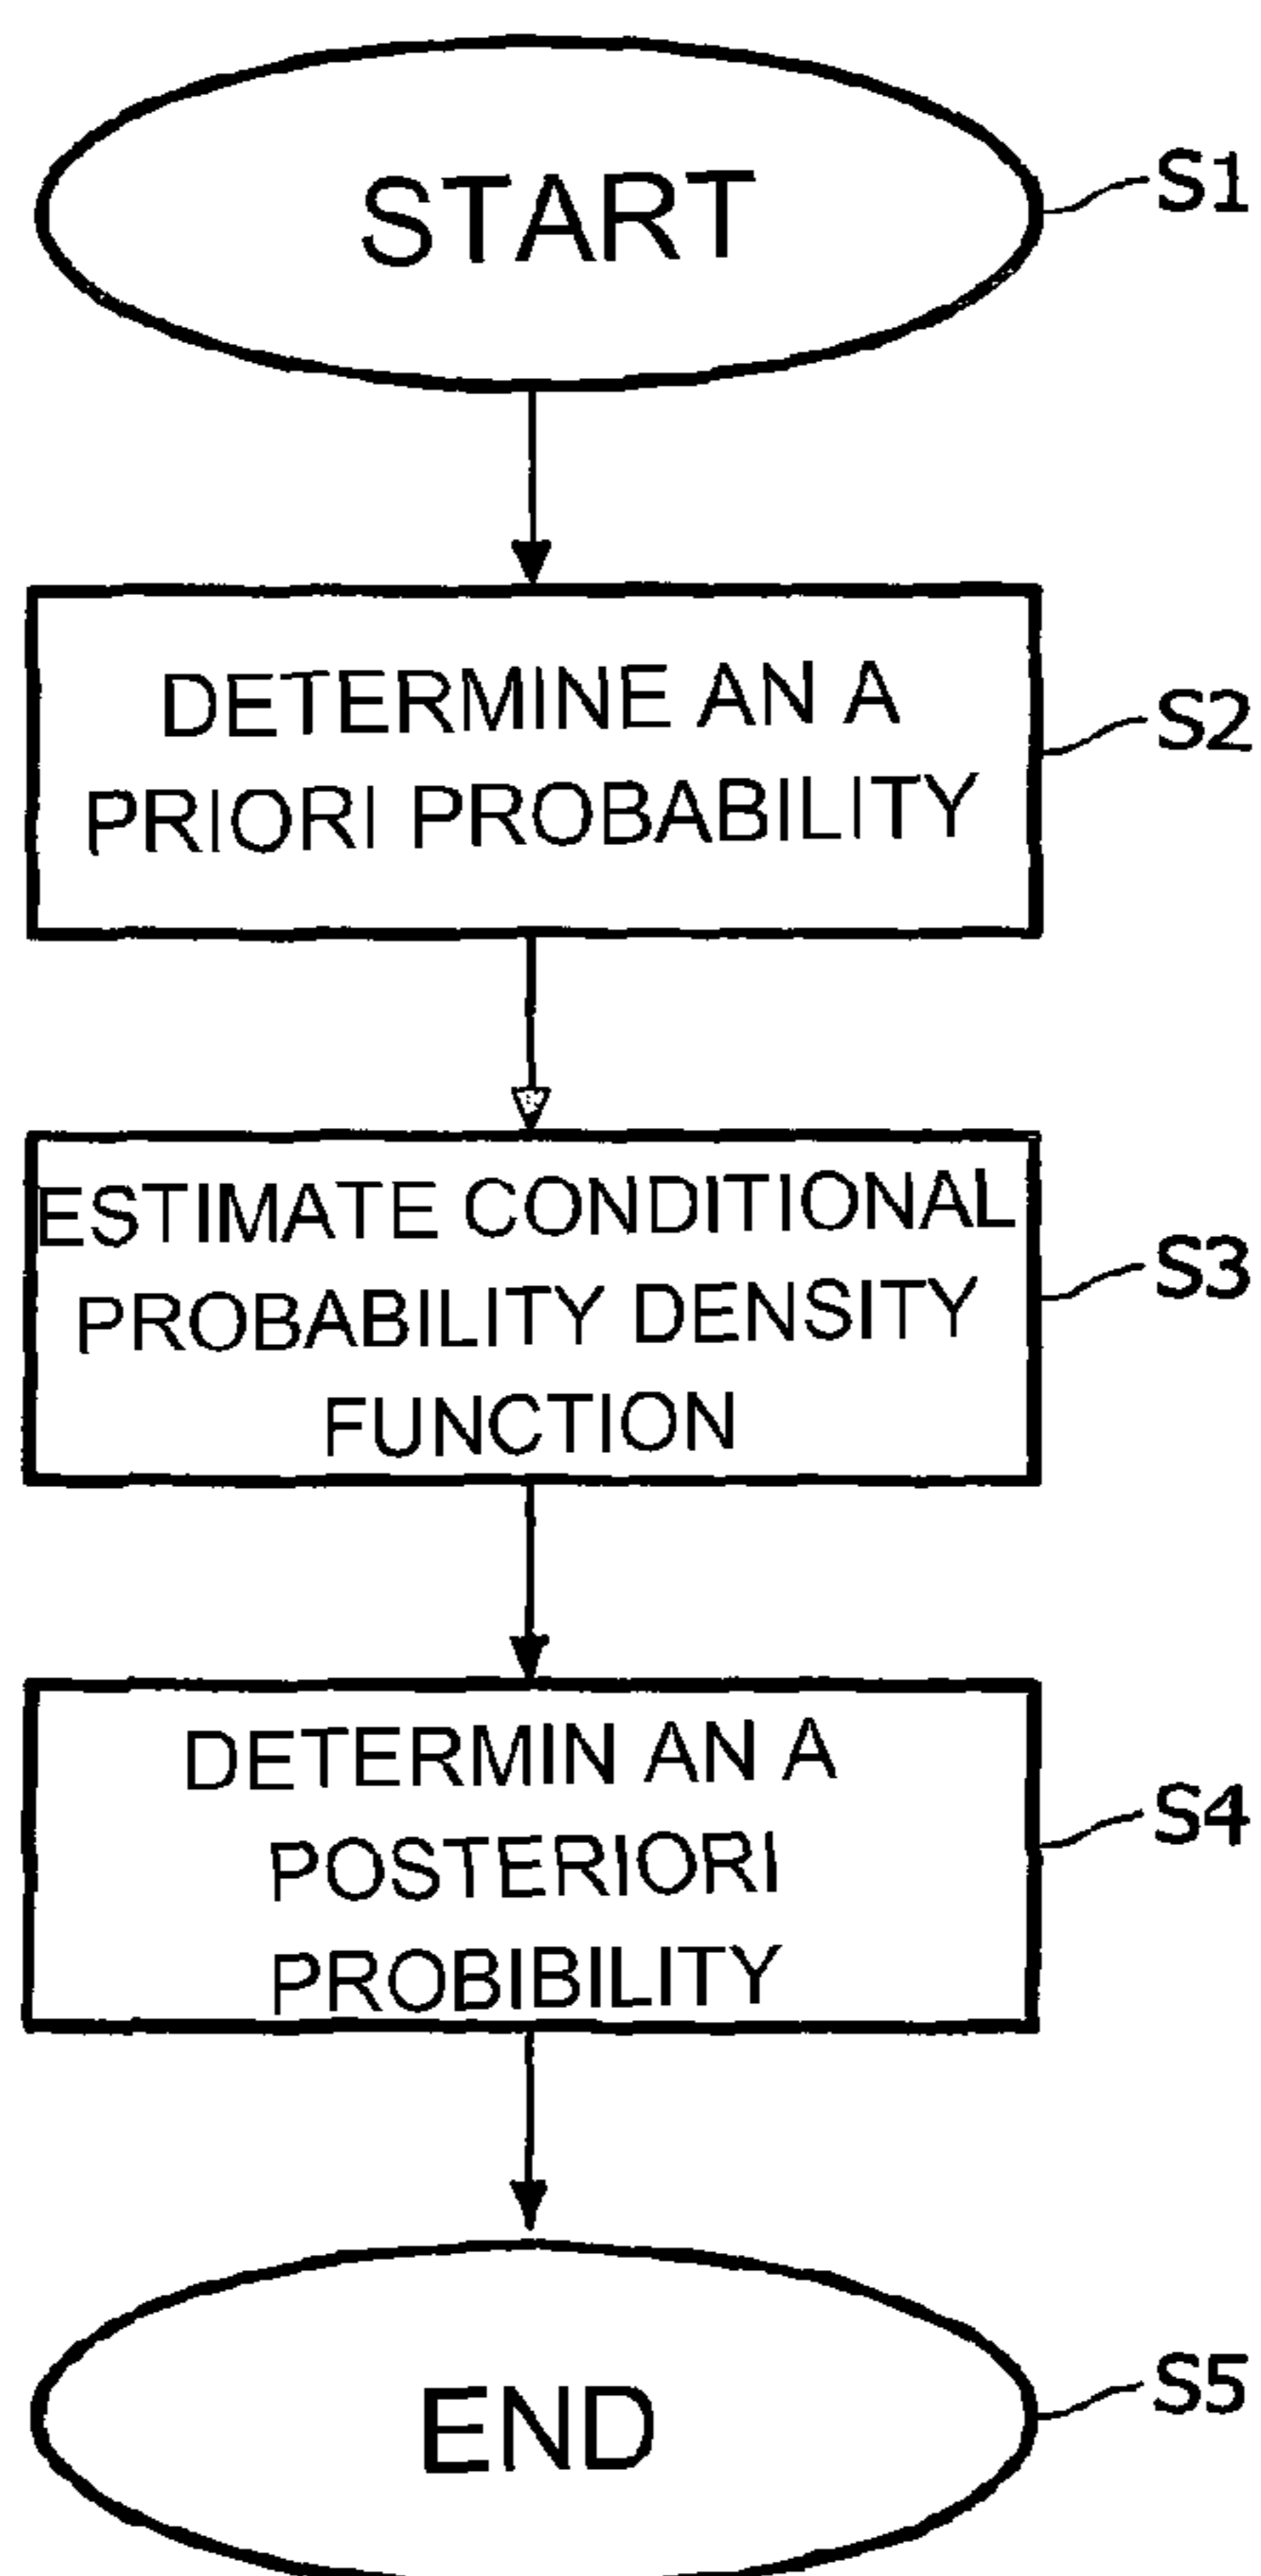 START
S1
DETERMINE AN A
PRIORI PROBABILITY
S2
ESTIMATE CONDITIONAL
PROBABILITY DENSITY
FUNCTION
S3
DETERMIN AN A
POSTERIORI
PROBIBILITY
S4
END
S5